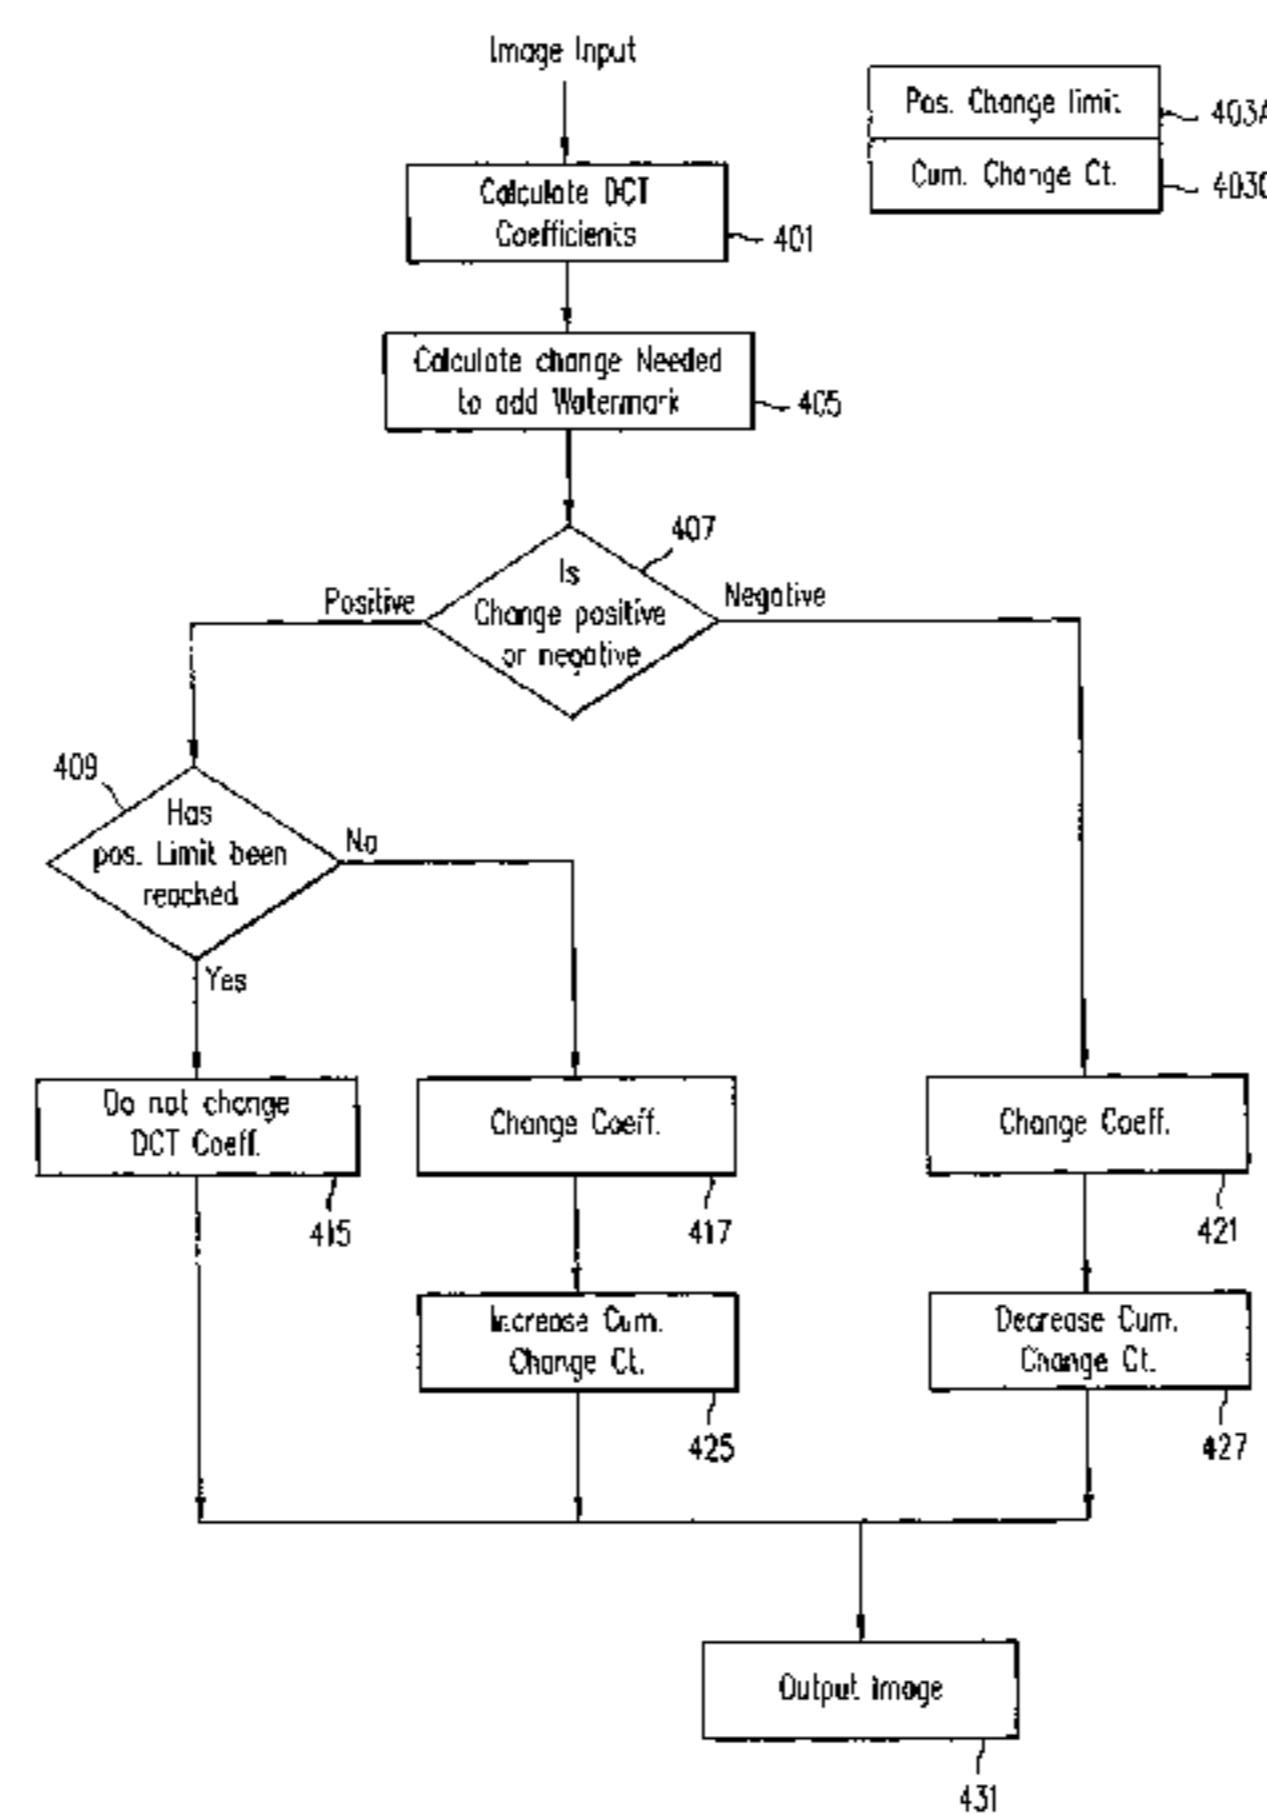 Image Input
Pos. Change limit
403A
Cum. Change Ct.
403C
Calculate DCT
Coefficients
401
Calculate change Needed
to add Watermark
405
407
Is
Change positive
or negative
Positive
Negative
409
Has
pos. Limit been
reached
No
Yes
Do not change
DCT Coeff.
415
Change Coeff.
417
Change Coeff.
421
Increase Cum.
Change Ct.
425
Decrease Cum.
Change Ct.
427
Output image
431